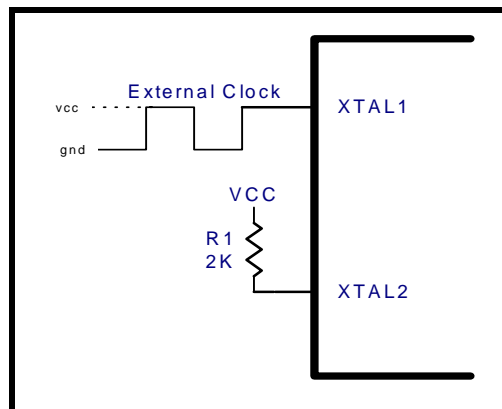 External Clock
vcc
gnd
XTAL1
VCC
R1
2K
XTAL2